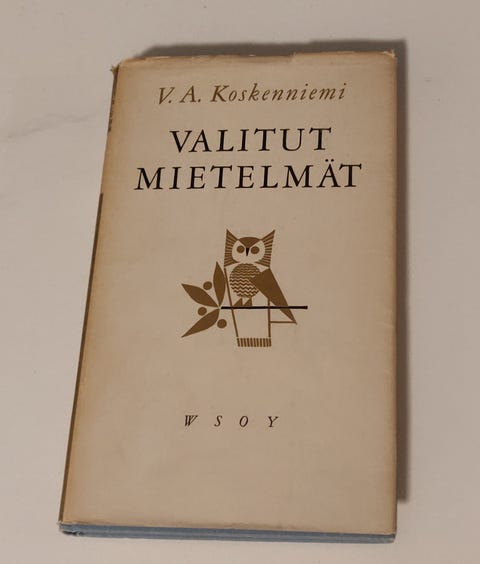 V. A. Koskenniemi
VALITUT
MIETELMÄT
WSOY